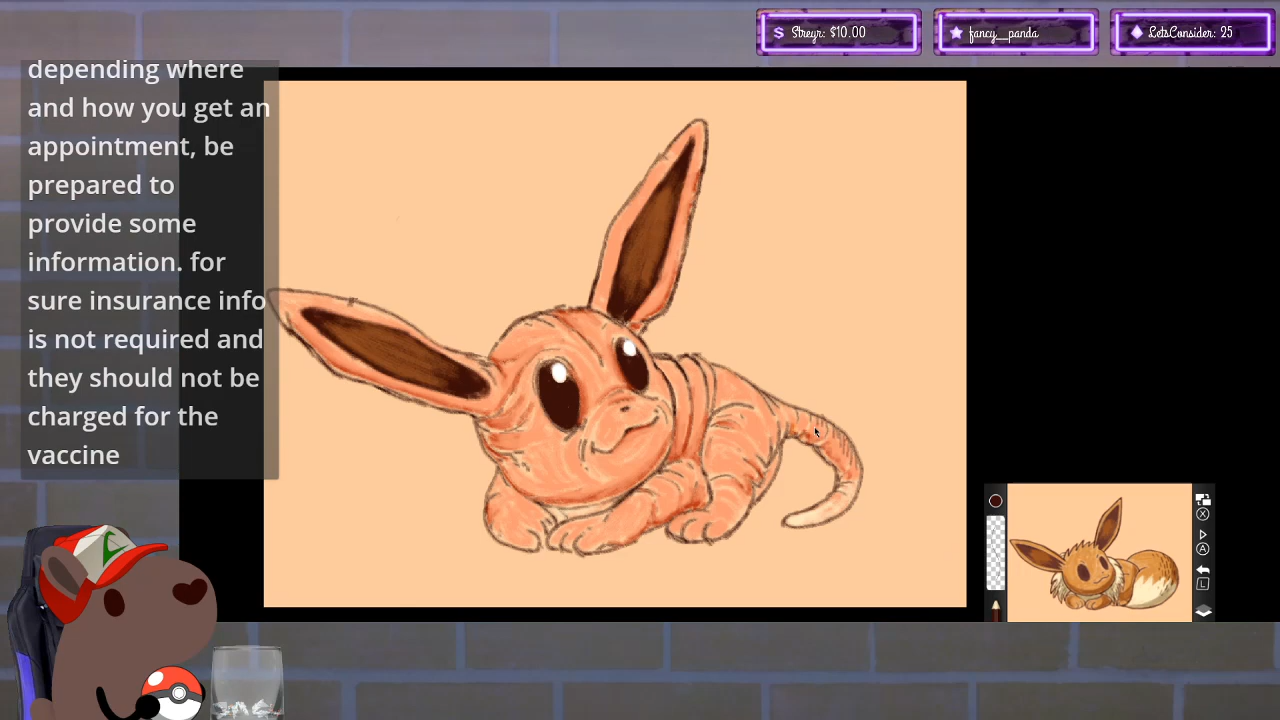 Streyr: $10.00
fancy__panda
LetsConsider: 25
depending where
and how you get an
appointment, be
prepared to
provide some
information. for
sure insurance info
is not required and
they should not be
charged for the
vaccine
A
L